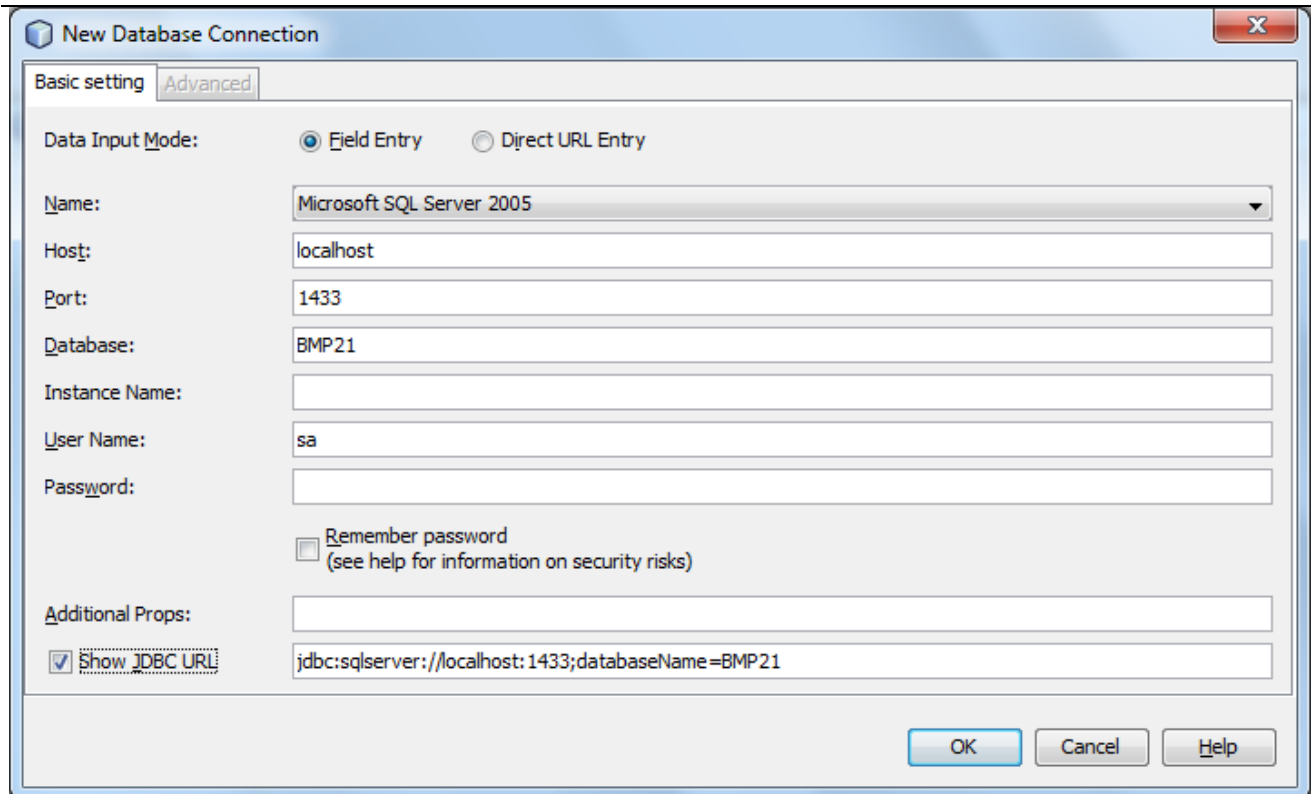 New Database Connection
Basic setting Advanced
Data Input Mode: Field Entry Direct URL Entry
Name: Microsoft SQL Server 2005
Host: localhost
Port: 1433
Database: BMP21
Instance Name:
User Name: sa
Password:
Remember password
(see help for information on security risks)
Additional Props:
Show JDBC URL jdbc:sqlserver://localhost:1433;databaseName=BMP21
OK Cancel Help